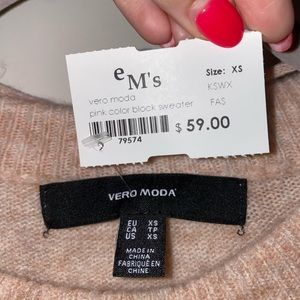 eM's
Size: XS
vero moda
KSWX
pink color block sweater
FAS
79574
$ 59.00
VERO MODA
EU XS
CA TP
US XS
MADE IN
CHINA
FABRIQUÉ EN
CHINE